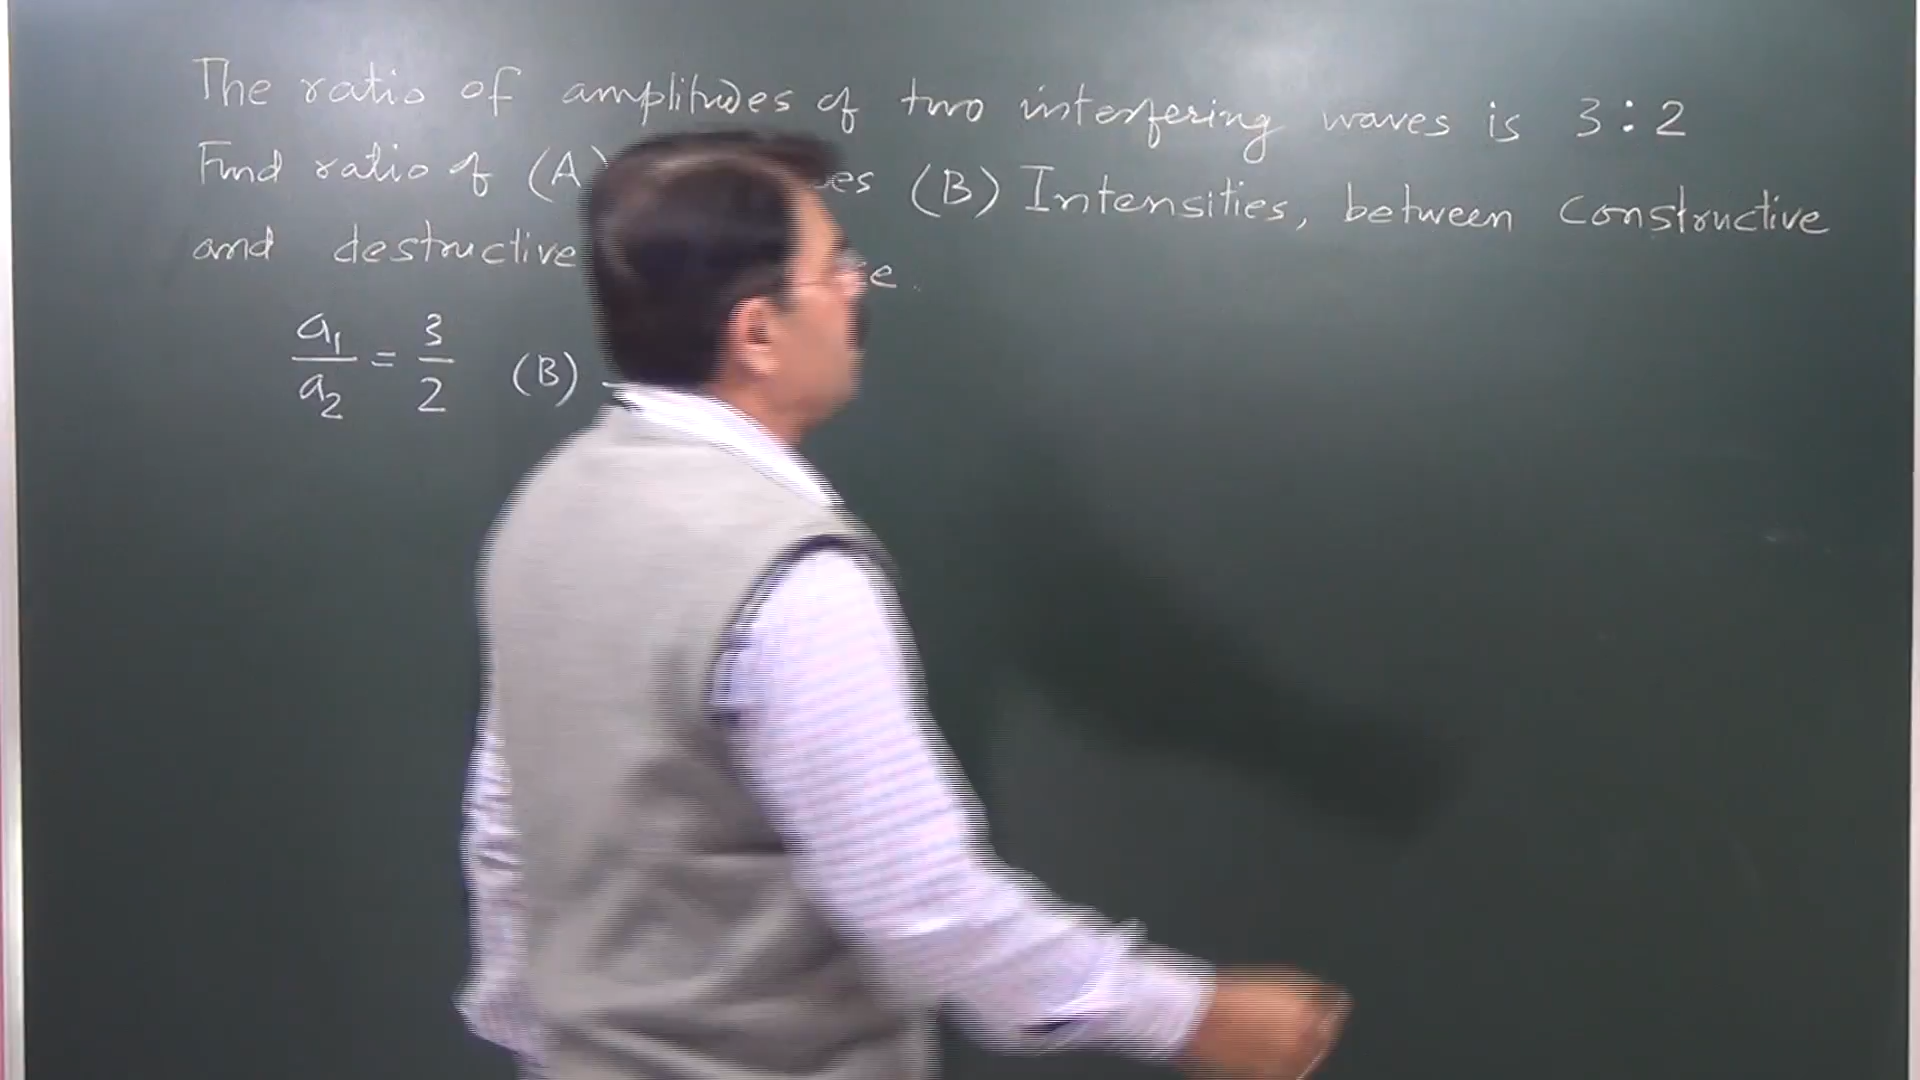 The ratio of amplitudes of two interfering waves is 3:2
Find ratio of (A) (B) Intensities, between constructive
and destructive
a₁/a₂ = 3/2 (B)